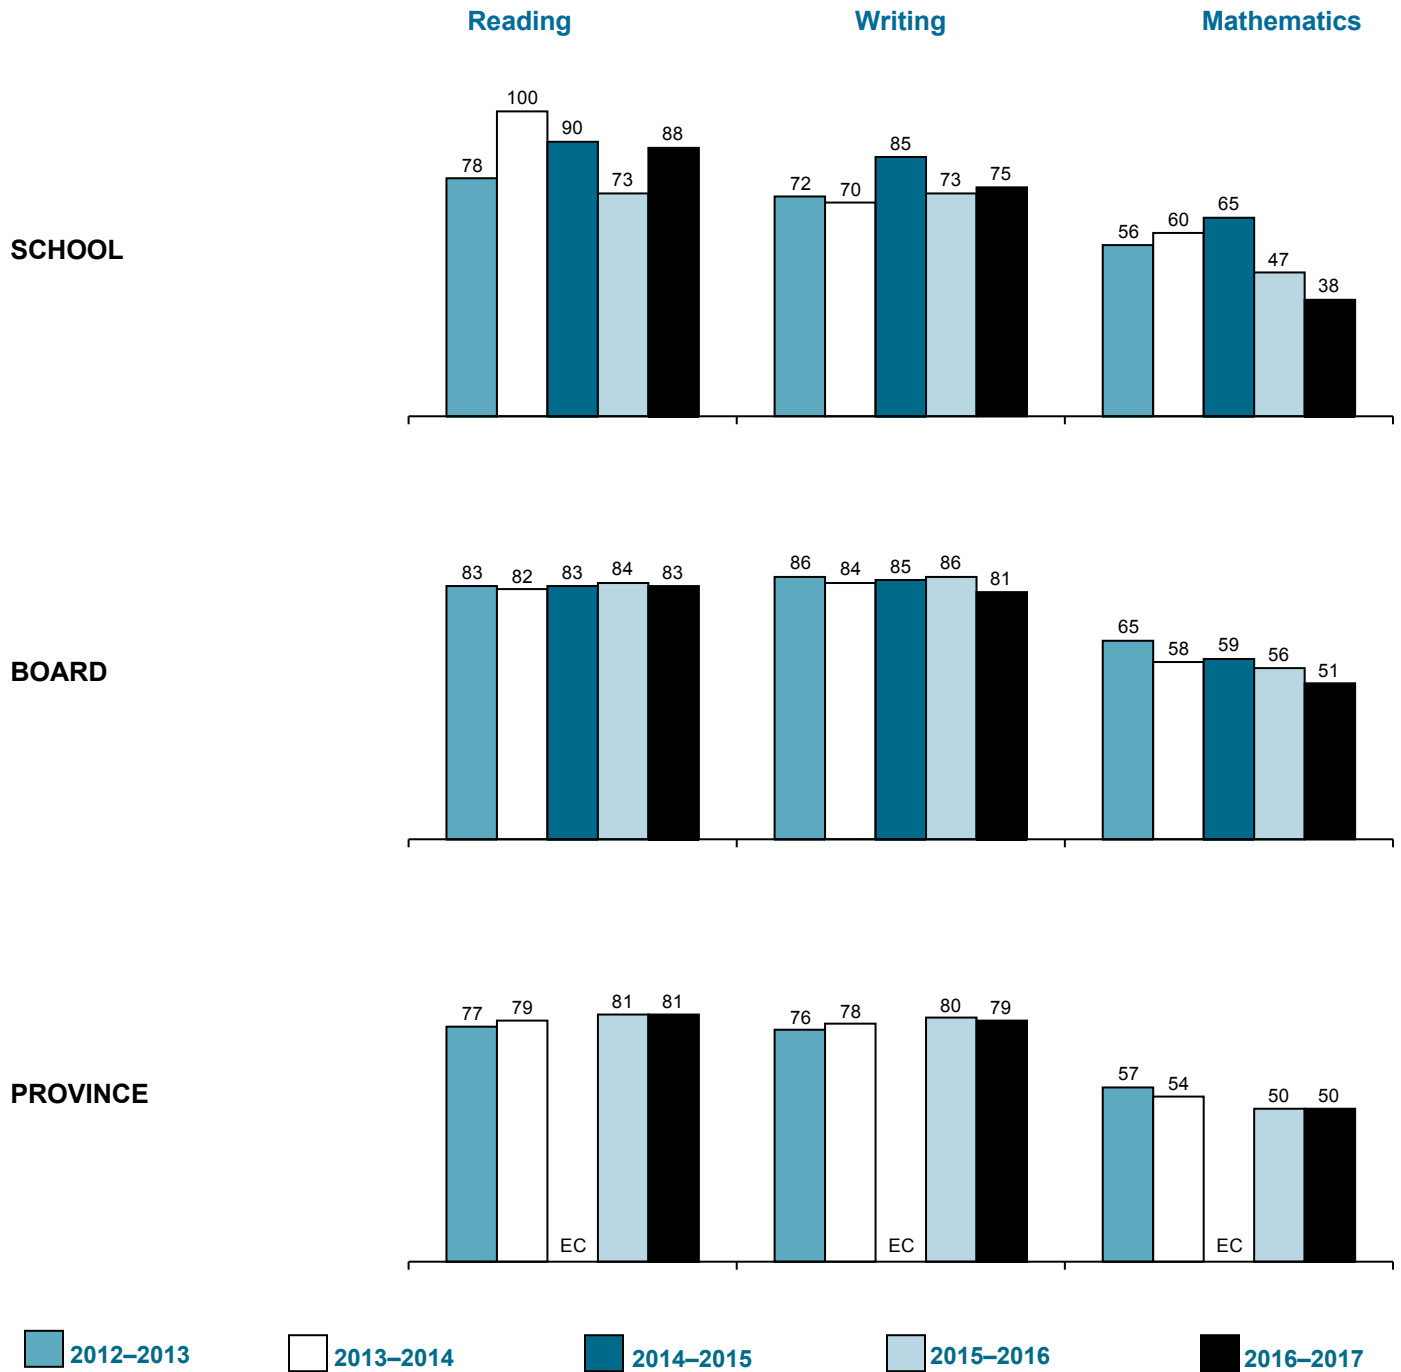 Reading Writing Mathematics
SCHOOL
78 100 90 73 88 72 70 85 73 75 56 60 65 47 38
BOARD
83 82 83 84 83 86 84 85 86 81 65 58 59 56 51
PROVINCE
77 79 EC 81 81 76 78 EC 80 79 57 54 EC 50 50
2012–2013 2013–2014 2014–2015 2015–2016 2016–2017